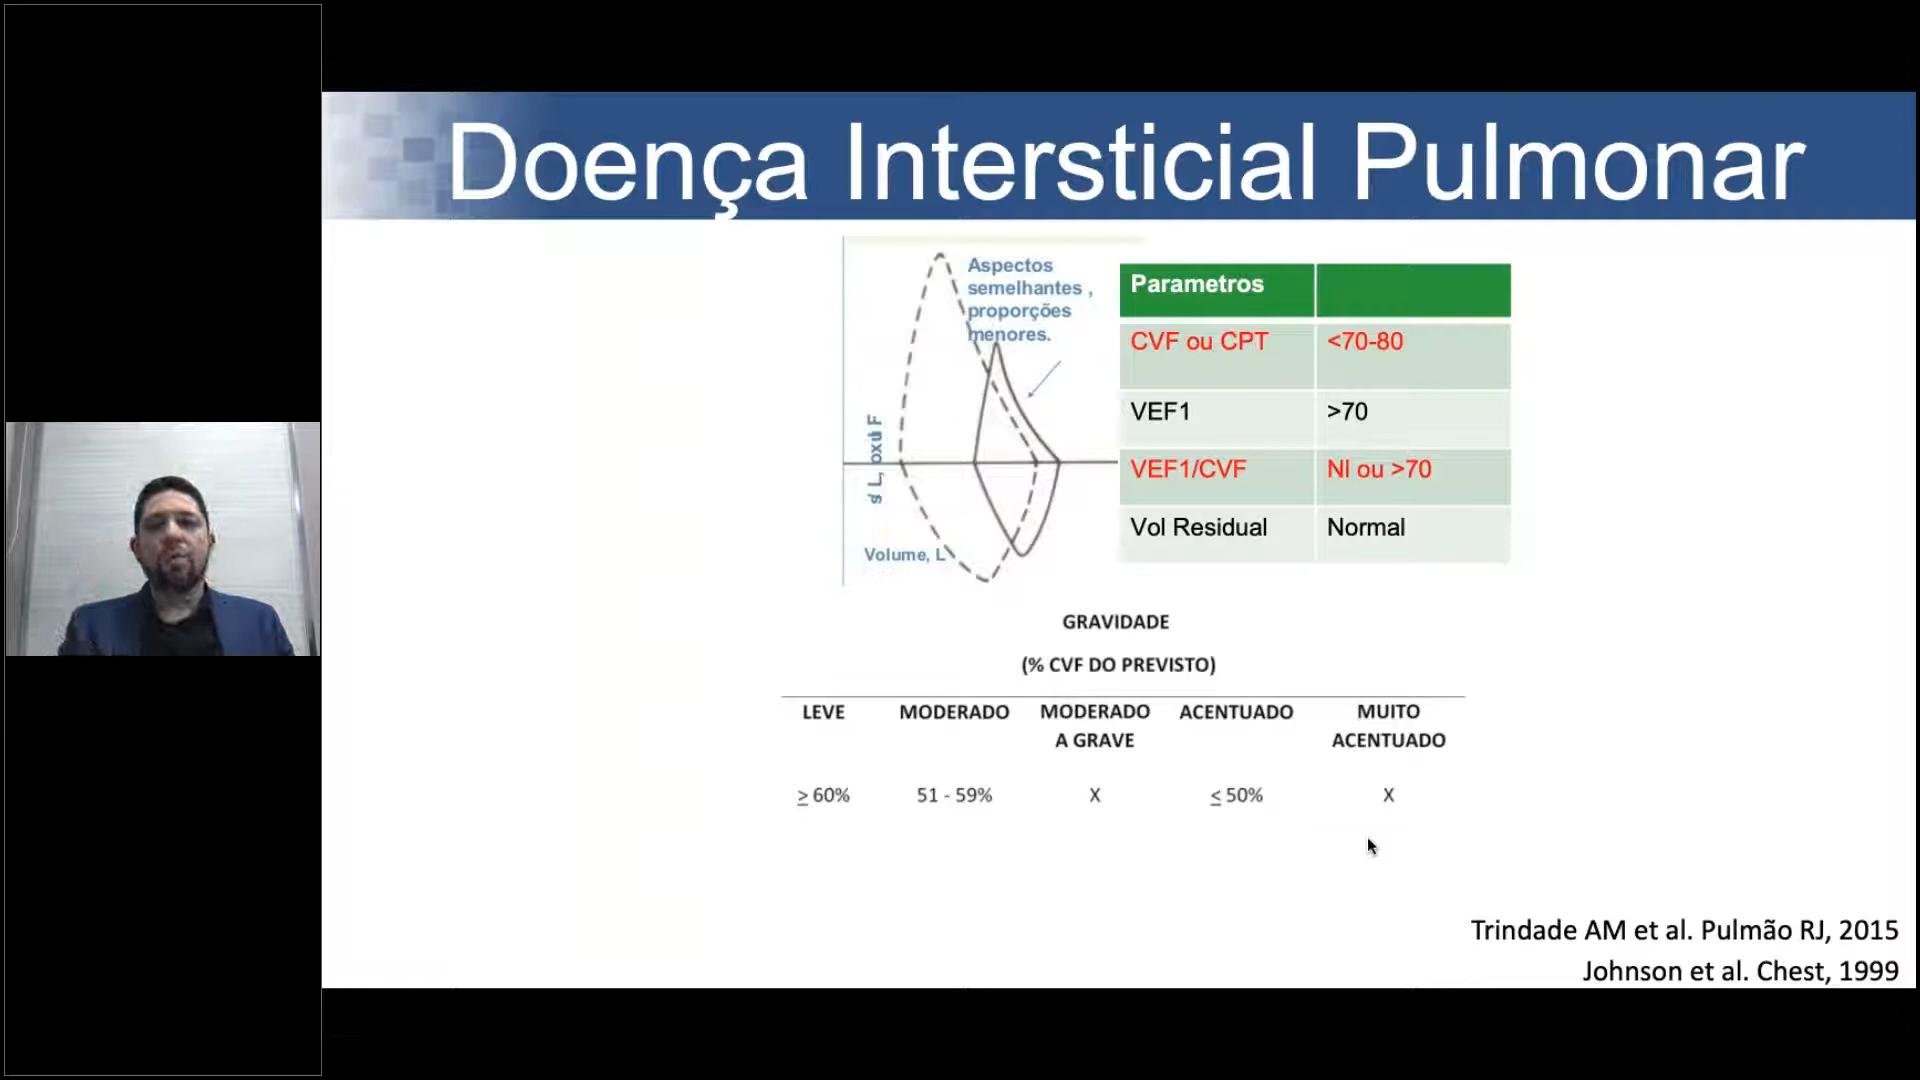 Doença Intersticial Pulmonar
Aspectos
semelhantes ,
proporções
menores.
s/ L, oxú F
Volume, L
Parametros
CVF ou CPT <70-80
VEF1 >70
VEF1/CVF Nl ou >70
Vol Residual Normal
GRAVIDADE
(% CVF DO PREVISTO)
LEVE MODERADO MODERADO ACENTUADO MUITO
A GRAVE ACENTUADO
≥ 60% 51 - 59% X ≤ 50% X
Trindade AM et al. Pulmão RJ, 2015
Johnson et al. Chest, 1999